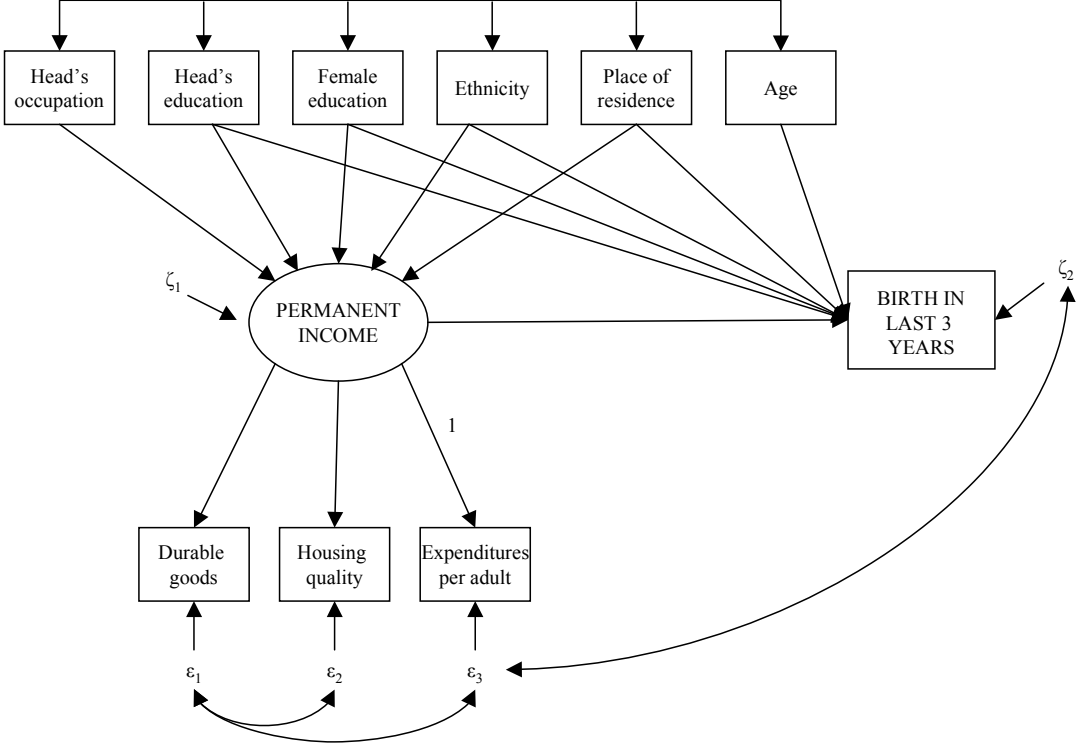 Head's
occupation
Head's
education
Female
education
Ethnicity
Place of
residence
Age
ζ1
PERMANENT
INCOME
BIRTH IN
LAST 3
YEARS
ζ2
1
Durable
goods
Housing
quality
Expenditures
per adult
ε1
ε2
ε3